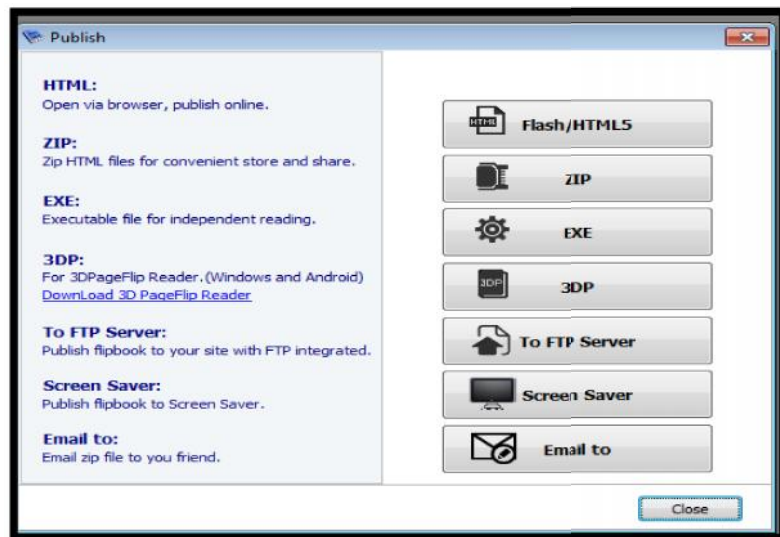 Publish
HTML:
Open via browser, publish online.
ZIP:
Zip HTML files for convenient store and share.
EXE:
Executable file for independent reading.
3DP:
For 3DPageFlip Reader.(Windows and Android)
DownLoad 3D PageFlip Reader
To FTP Server:
Publish flipbook to your site with FTP integrated.
Screen Saver:
Publish flipbook to Screen Saver.
Email to:
Email zip file to you friend.
HTML
Flash/HTML5
ZIP
EXE
3DP
3DP
To FTP Server
Screen Saver
Email to
Close